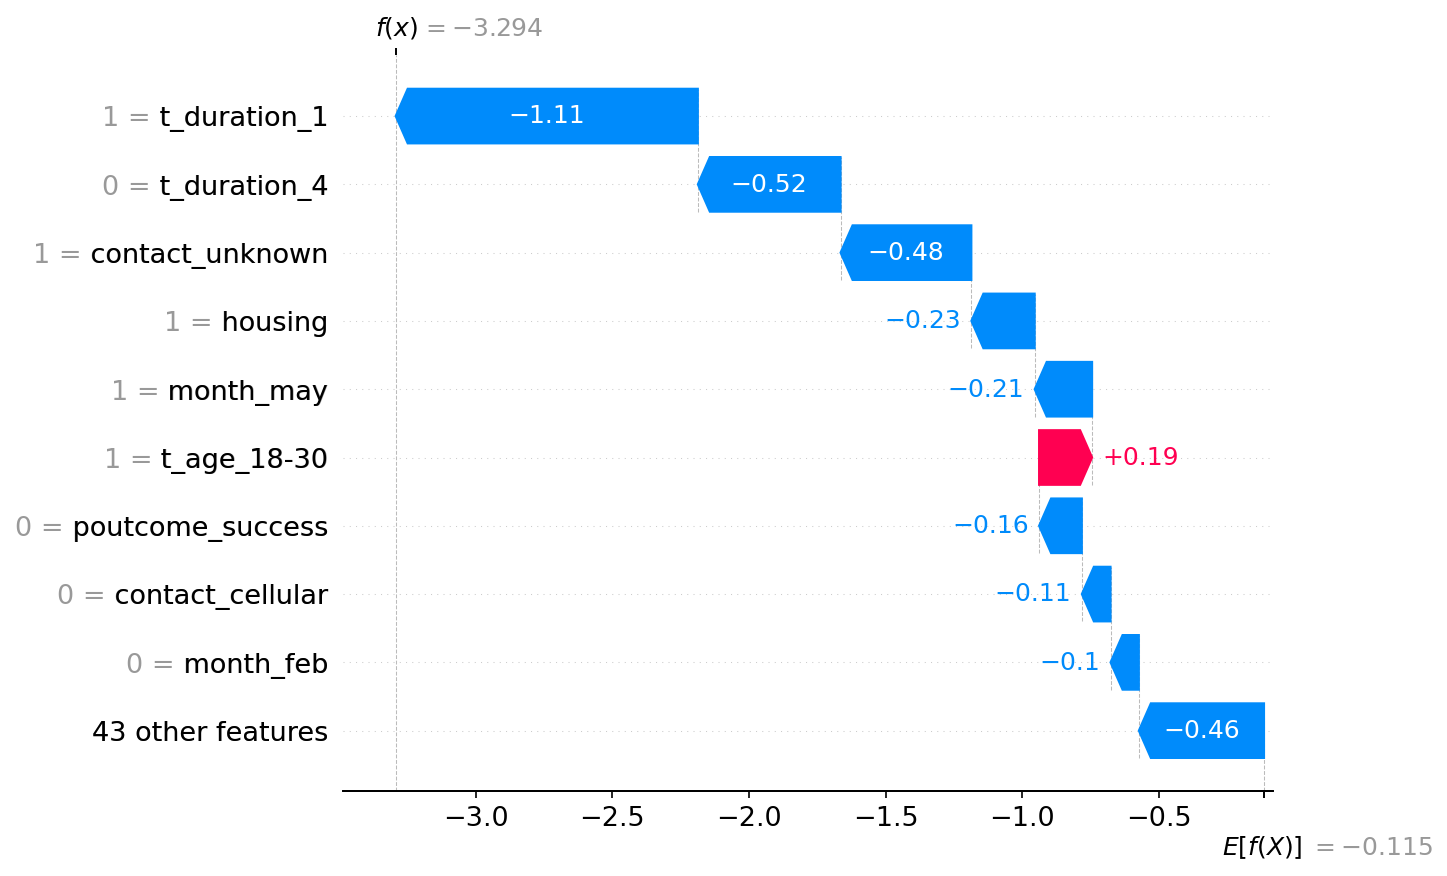 f(x) = −3.294
1 = t_duration_1 −1.11
0 = t_duration_4 −0.52
1 = contact_unknown −0.48
1 = housing −0.23
1 = month_may −0.21
1 = t_age_18-30 +0.19
0 = poutcome_success −0.16
0 = contact_cellular −0.11
0 = month_feb −0.1
43 other features −0.46
−3.0 −2.5 −2.0 −1.5 −1.0 −0.5
E[f(X)] = −0.115